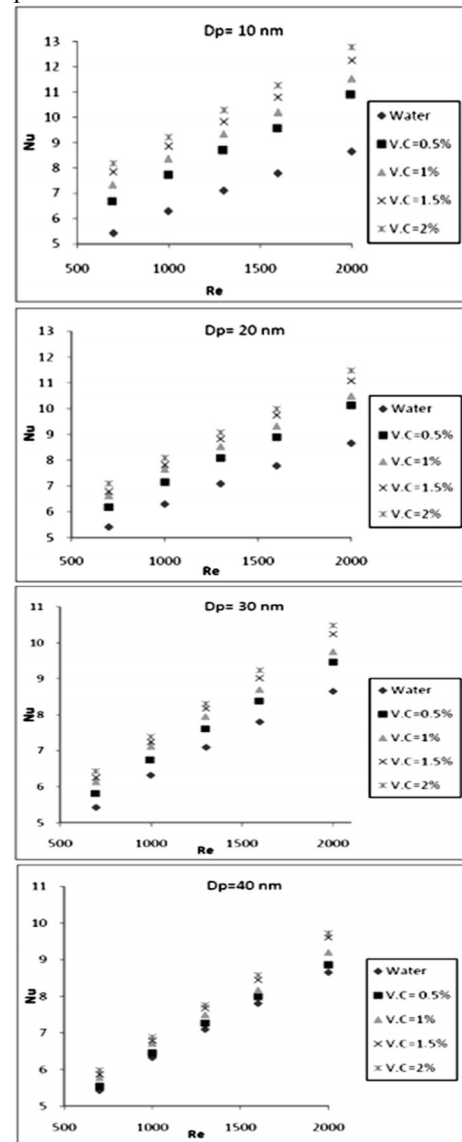 Dp= 10 nm
13
12
11
10
9
8
7
6
5
Nu
500 1000 1500 2000
Re
Water
V.C=0.5%
V.C=1%
V.C=1.5%
V.C=2%
Dp= 20 nm
13
12
11
10
9
8
7
6
5
Nu
500 1000 1500 2000
Re
Water
V.C=0.5%
V.C=1%
V.C=1.5%
V.C=2%
Dp= 30 nm
11
10
9
8
7
6
5
Nu
500 1000 1500 2000
Re
Water
V.C=0.5%
V.C=1%
V.C=1.5%
V.C=2%
Dp=40 nm
11
10
9
8
7
6
5
Nu
500 1000 1500 2000
Re
Water
V.C= 0.5%
V.C=1%
V.C=1.5%
V.C=2%